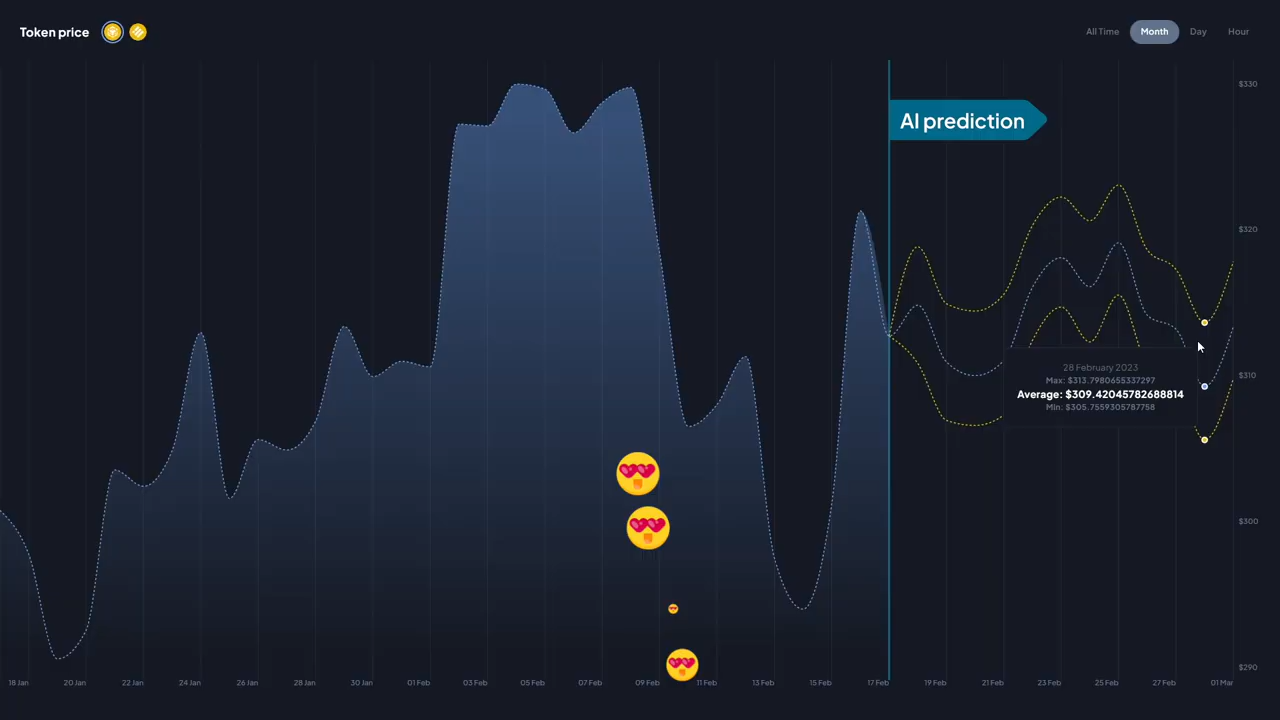 Token price
All Time Month Day Hour
$330
AI prediction
$320
$310
28 February 2023
Max: $313.7980655337297
Average: $309.42045782688814
Min: $305.7559305787758
$300
$290
18 Jan 20 Jan 22 Jan 24 Jan 26 Jan 28 Jan 30 Jan 01 Feb 03 Feb 05 Feb 07 Feb 09 Feb 11 Feb 13 Feb 15 Feb 17 Feb 19 Feb 21 Feb 23 Feb 25 Feb 27 Feb 01 Mar